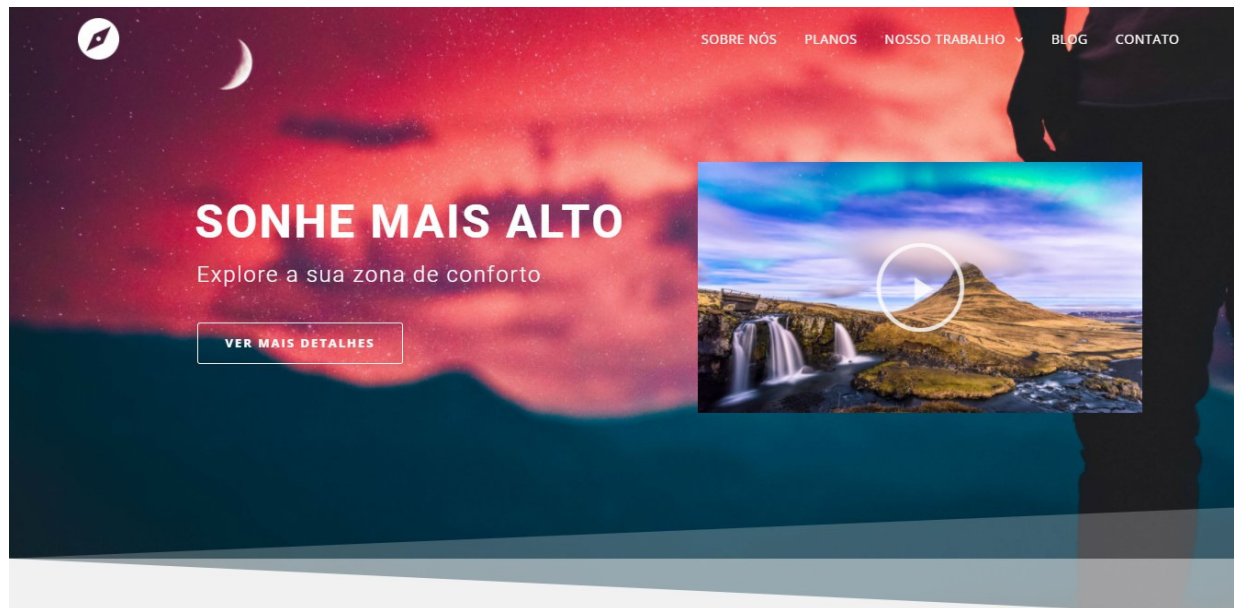 SOBRE NÓS PLANOS NOSSO TRABALHO BLOG CONTATO
SONHE MAIS ALTO
Explore a sua zona de conforto
VER MAIS DETALHES